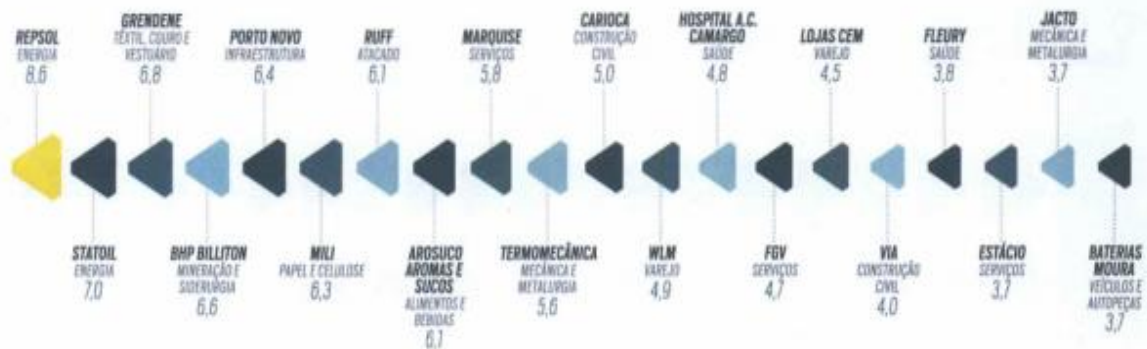 REPSOL
ENERGIA
8,6
GRENDENE
TÊXTIL, COURO E
VESTUÁRIO
6,8
PORTO NOVO
INFRAESTRUTURA
6,4
RUFF
ATACADO
6,1
MARQUISE
SERVIÇOS
5,8
CARIOCA
CONSTRUÇÃO
CIVIL
5,0
HOSPITAL A.C.
CAMARGO
SAÚDE
4,8
LOJAS CEM
VAREJO
4,5
FLEURY
SAÚDE
3,8
JACTO
MECÂNICA E
METALURGIA
3,7
STATOIL
ENERGIA
7,0
BHP BILLITON
MINERAÇÃO E
SIDERURGIA
6,6
MILI
PAPEL E CELULOSE
6,3
AROSUCO
AROMAS E
SUCOS
ALIMENTOS E
BEBIDAS
6,1
TERMOMECÂNICA
MECÂNICA E
METALURGIA
5,6
WLM
VAREJO
4,9
FGV
SERVIÇOS
4,7
VIA
CONSTRUÇÃO
CIVIL
4,0
ESTÁCIO
SERVIÇOS
3,7
BATERIAS
MOURA
VEÍCULOS E
AUTOPEÇAS
3,7